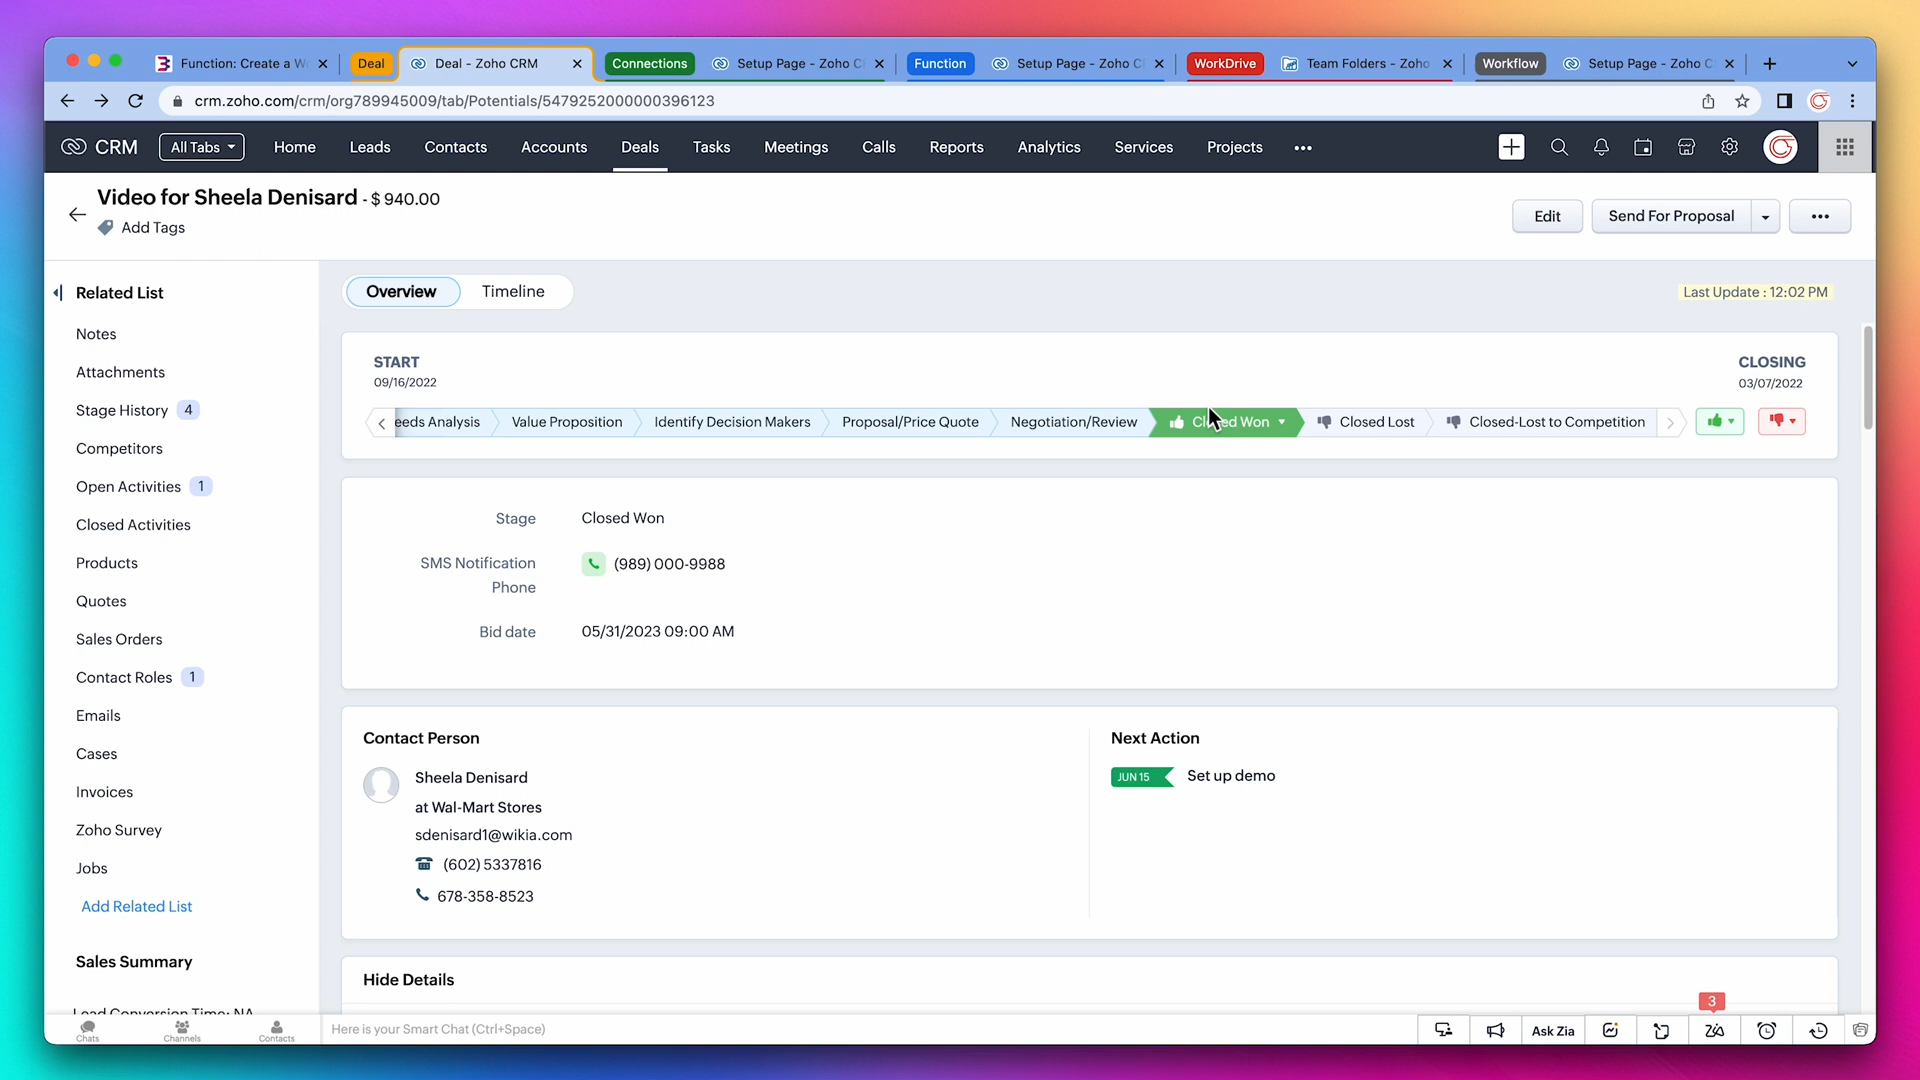 Function: Create a W
Deal
Deal - Zoho CRM
Connections
Setup Page - Zoho C
Function
Setup Page - Zoho C
WorkDrive
Team Folders - Zoho
Workflow
Setup Page - Zoho C
crm.zoho.com/crm/org789945009/tab/Potentials/5479252000000396123
CRM
All Tabs
Home
Leads
Contacts
Accounts
Deals
Tasks
Meetings
Calls
Reports
Analytics
Services
Projects
Video for Sheela Denisard - $ 940.00
Add Tags
Edit
Send For Proposal
Related List
Notes
Attachments
Stage History 4
Competitors
Open Activities 1
Closed Activities
Products
Quotes
Sales Orders
Contact Roles 1
Emails
Cases
Invoices
Zoho Survey
Jobs
Add Related List
Sales Summary
Lead Conversion Time: NA
Overview
Timeline
Last Update : 12:02 PM
START
09/16/2022
CLOSING
03/07/2022
eeds Analysis
Value Proposition
Identify Decision Makers
Proposal/Price Quote
Negotiation/Review
Closed Won
Closed Lost
Closed-Lost to Competition
Stage
Closed Won
SMS Notification
Phone
(989) 000-9988
Bid date
05/31/2023 09:00 AM
Contact Person
Sheela Denisard
at Wal-Mart Stores
sdenisard1@wikia.com
(602) 5337816
678-358-8523
Next Action
JUN 15
Set up demo
Hide Details
3
Chats
Channels
Contacts
Here is your Smart Chat (Ctrl+Space)
Ask Zia